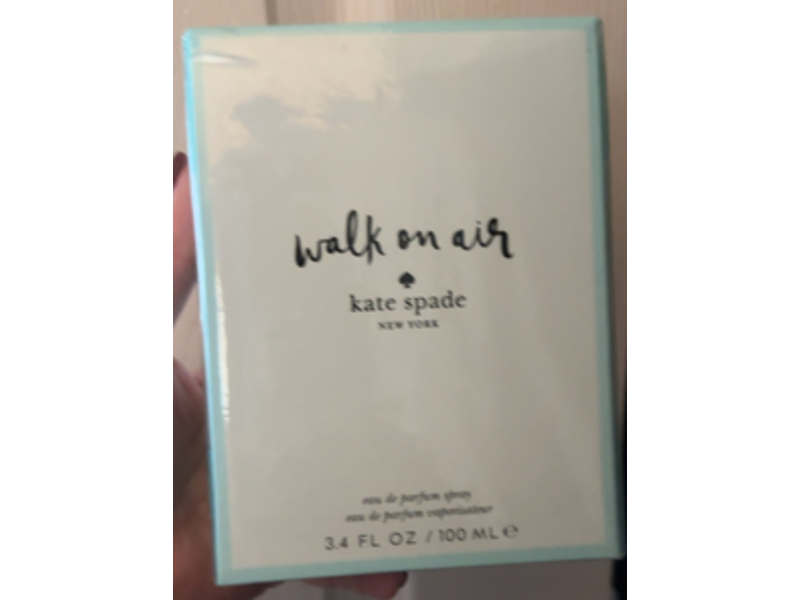 walk on air
kate spade
NEW YORK
eau de parfum spray
eau de parfum vaporisateur
3.4 FL OZ / 100 ML ℮